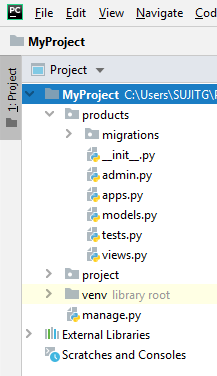 PC File Edit View Navigate Cod
MyProject
1: Project
Project
MyProject C:\Users\SUJITG\
products
migrations
__init__.py
admin.py
apps.py
models.py
tests.py
views.py
project
venv library root
manage.py
External Libraries
Scratches and Consoles